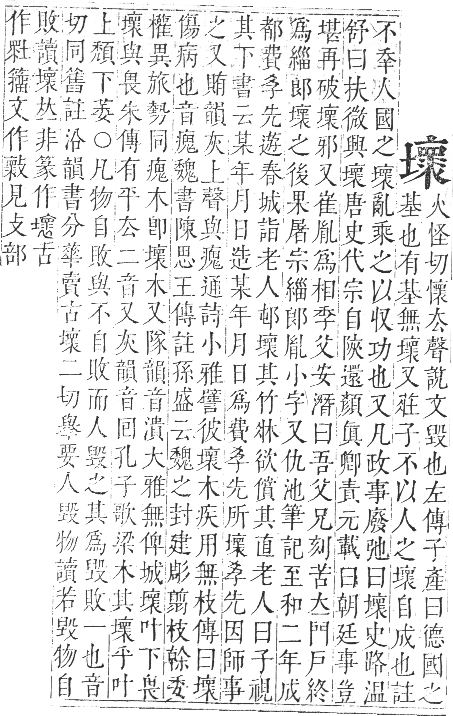 壞
火怪切懷去聲說文毀也左傳子產曰德國之
基也有基無壞又莊子不以人之壞自成也註
不幸人國之壞亂乘之以収功也又凡政事廢弛曰壞史路温
舒曰扶微興壞唐史代宗自陜還顏眞卿責元載曰朝廷事豈
堪再破壞邪又崔胤爲相季父安潛曰吾父兄刻苦立門戶終
爲緇郎壞之後果屠宗緇郎胤小字又仇池筆記至和二年成
都費孝先遊春城詣老人邨壞其竹牀欲償其直老人曰子視
其下書云某年月日造某年月日爲費孝先所壞孝先因師事
之又賄韻灰上聲與瘣通詩小雅譬彼壞木疾用無枝傳曰壞
傷病也音瘣魏書陳思王傳註孫盛云魏之封建彫翦枝榦委
權異旅勢同瘣木卽壞木又隊韻音潰大雅無俾城壞叶下畏
壞與畏朱傳有平去二音又灰韻音回孔子歌梁木其壞乎叶
上頽下萎○凡物自敗與不自敗而人毀之其爲毀敗一也音
切同舊註沿韻書分華賣古壞二切舉要人毀物讀若毀物自
敗讀壞𠀤非篆作壞古
作𡊅籀文作𣀩見攴部